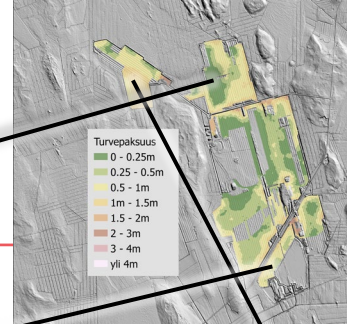 Turvepaksuus
0 - 0.25m
0.25 - 0.5m
0.5 - 1m
1m - 1.5m
1.5 - 2m
2 - 3m
3 - 4m
yli 4m